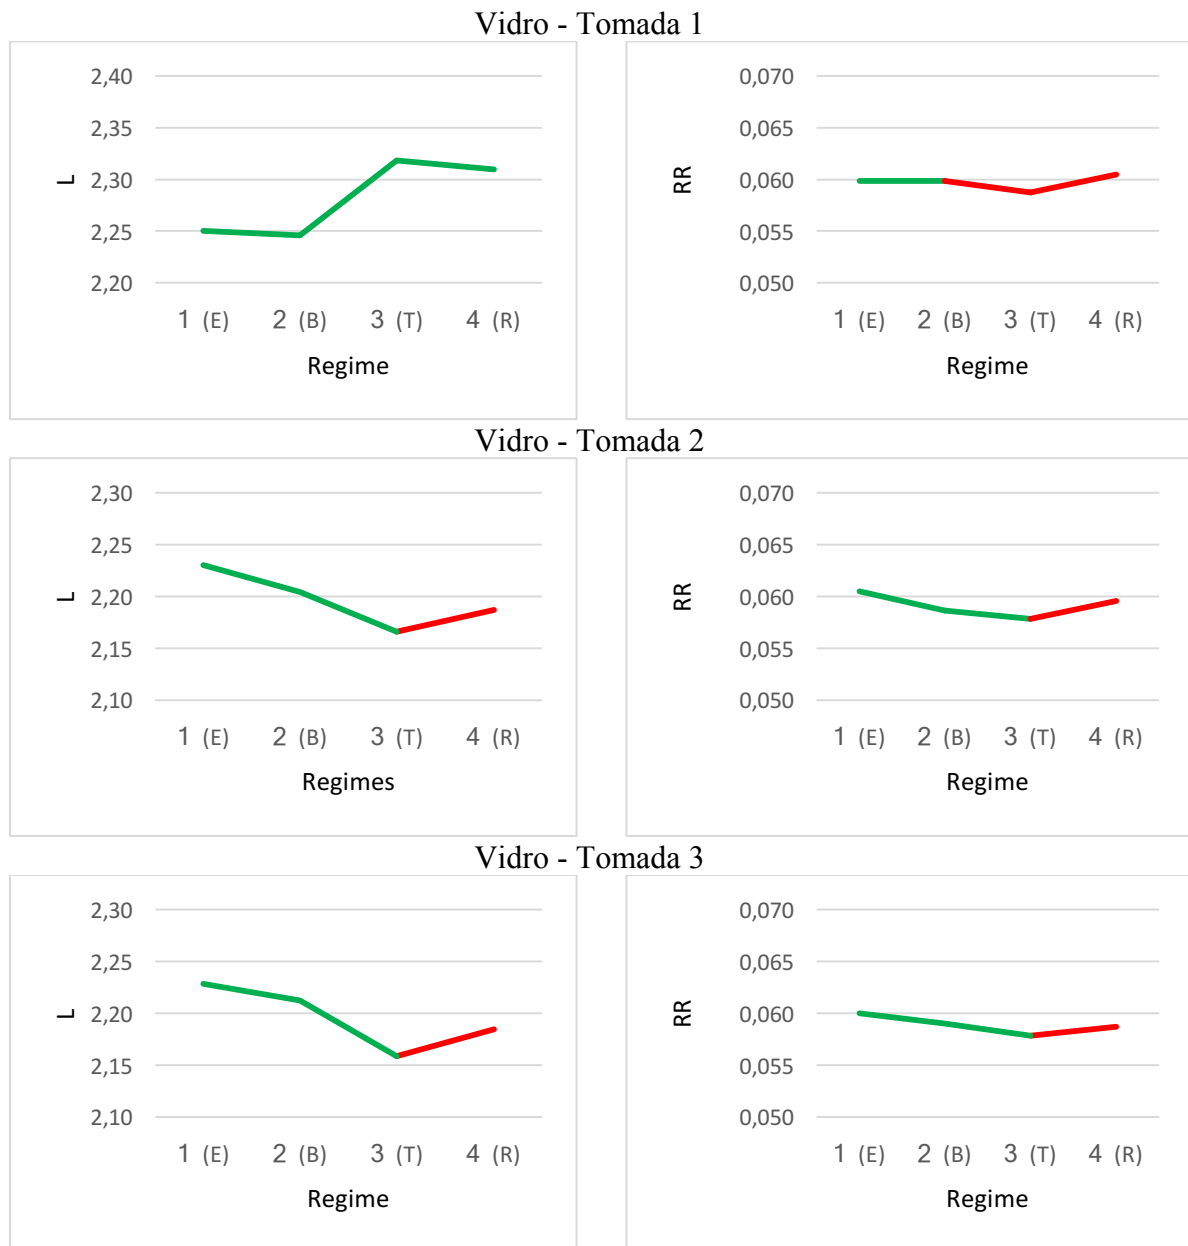 Vidro - Tomada 1
2,40
2,35
2,30
2,25
2,20
L
1 (E) 2 (B) 3 (T) 4 (R)
Regime
0,070
0,065
0,060
0,055
0,050
RR
1 (E) 2 (B) 3 (T) 4 (R)
Regime
Vidro - Tomada 2
2,30
2,25
2,20
2,15
2,10
L
1 (E) 2 (B) 3 (T) 4 (R)
Regimes
0,070
0,065
0,060
0,055
0,050
RR
1 (E) 2 (B) 3 (T) 4 (R)
Regime
Vidro - Tomada 3
2,30
2,25
2,20
2,15
2,10
L
1 (E) 2 (B) 3 (T) 4 (R)
Regime
0,070
0,065
0,060
0,055
0,050
RR
1 (E) 2 (B) 3 (T) 4 (R)
Regime